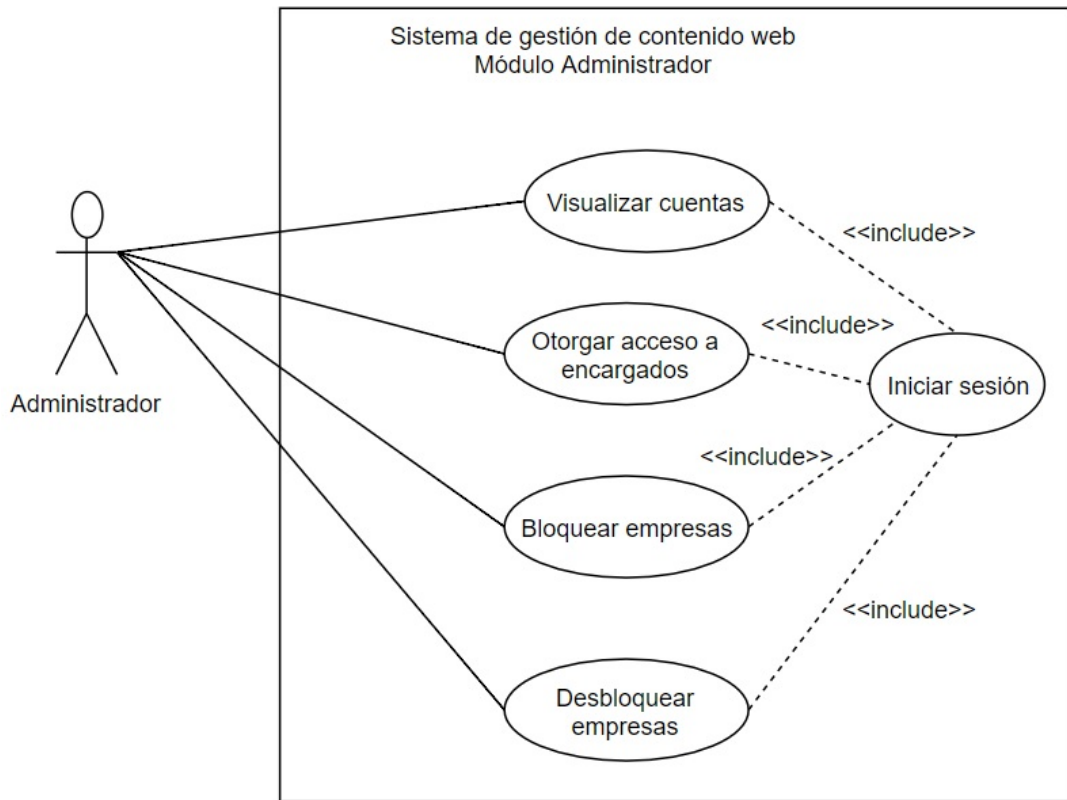 Sistema de gestión de contenido web
Módulo Administrador
Visualizar cuentas
<<include>>
Otorgar acceso a
encargados
<<include>>
Iniciar sesión
Administrador
<<include>>
Bloquear empresas
<<include>>
Desbloquear
empresas